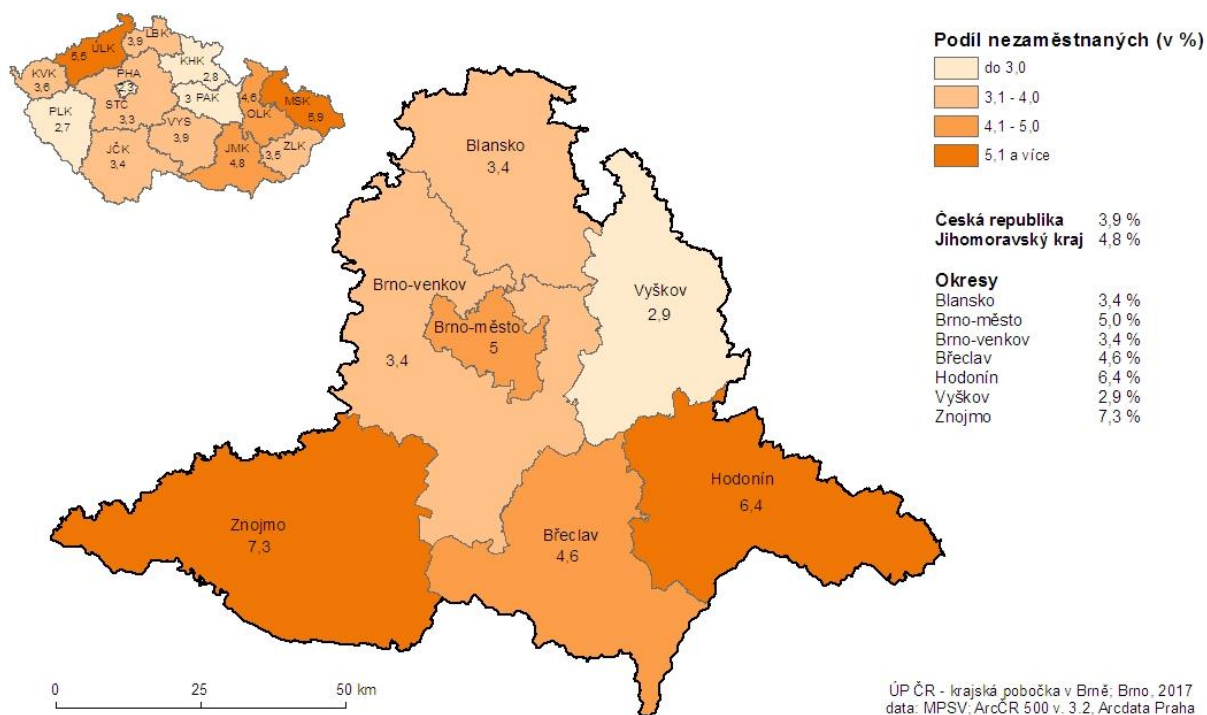 ÚLK
5,5
LBK
3,9
KVK
3,6
KHK
2,8
PHA
2,3
PLK
2,7
STČ
3,3
3 PAK
4,6
OLK
MSK
5,9
VYS
3,9
JČK
3,4
JMK
4,8
ZLK
3,5
Podíl nezaměstnaných (v %)
do 3,0
3,1 - 4,0
4,1 - 5,0
5,1 a více
Česká republika 3,9 %
Jihomoravský kraj 4,8 %
Okresy
Blansko 3,4 %
Brno-město 5,0 %
Brno-venkov 3,4 %
Břeclav 4,6 %
Hodonín 6,4 %
Vyškov 2,9 %
Znojmo 7,3 %
Blansko
3,4
Brno-venkov
3,4
Vyškov
2,9
Brno-město
5
Hodonín
6,4
Znojmo
7,3
Břeclav
4,6
0 25 50 km
ÚP ČR - krajská pobočka v Brně; Brno, 2017
data: MPSV; ArcČR 500 v. 3.2, Arcdata Praha